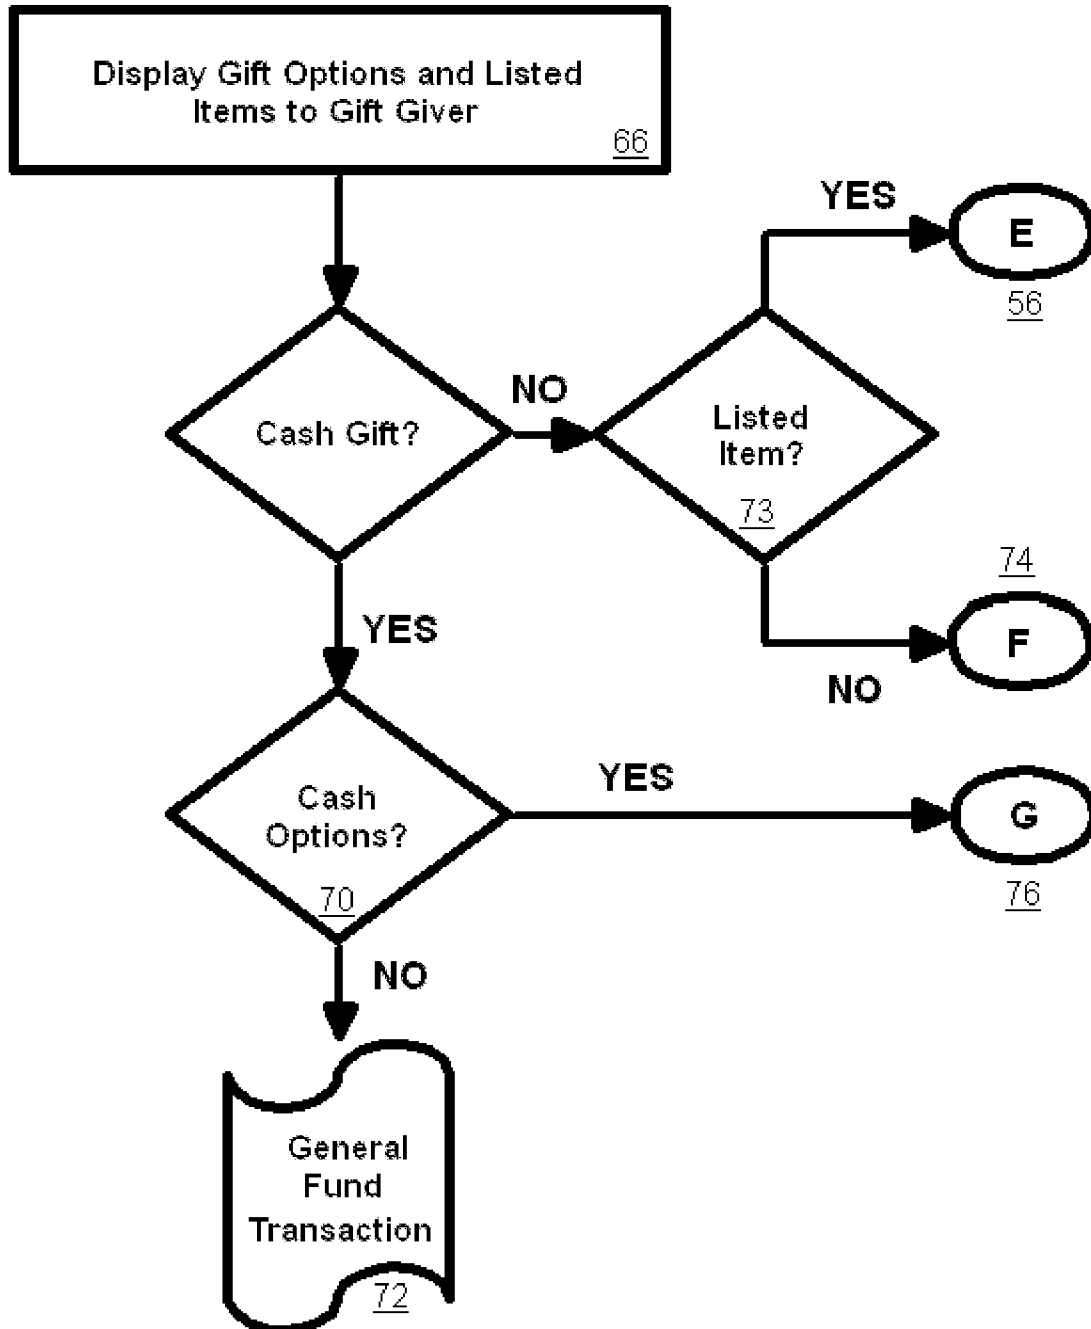 Display Gift Options and Listed
Items to Gift Giver
66
YES
E
56
NO
Cash Gift?
Listed
Item?
73
74
F
NO
YES
Cash
Options?
70
YES
G
76
NO
General
Fund
Transaction
72